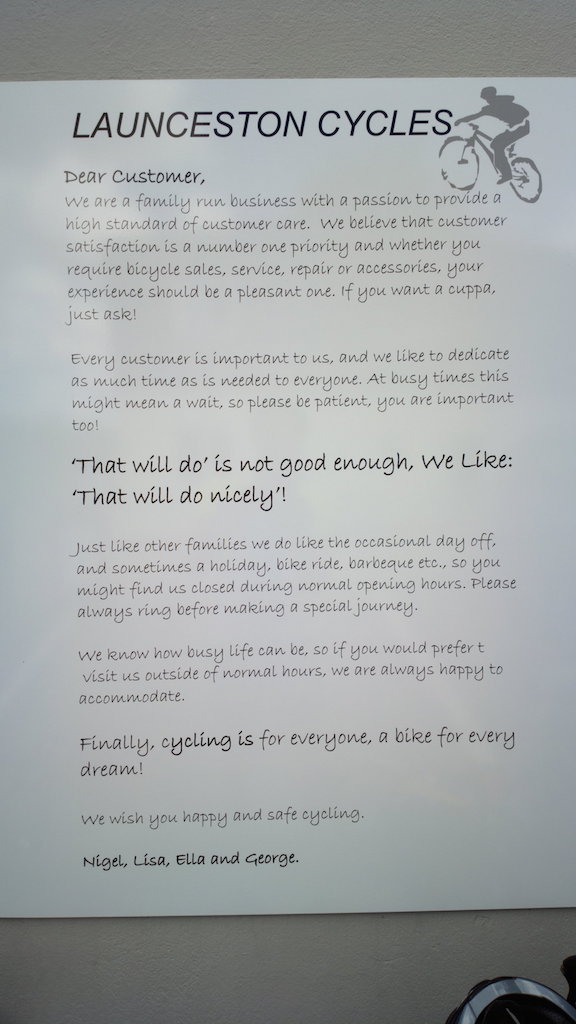 LAUNCESTON CYCLES
Dear Customer,
We are a family run business with a passion to provide a
high standard of customer care. We believe that customer
satisfaction is a number one priority and whether you
require bicycle sales, service, repair or accessories, your
experience should be a pleasant one. If you want a cuppa,
just ask!
Every customer is important to us, and we like to dedicate
as much time as is needed to everyone. At busy times this
might mean a wait, so please be patient, you are important
too!
'That will do' is not good enough, We Like:
'That will do nicely'!
Just like other families we do like the occasional day off,
and sometimes a holiday, bike ride, barbeque etc., so you
might find us closed during normal opening hours. Please
always ring before making a special journey.
We know how busy life can be, so if you would prefer t
visit us outside of normal hours, we are always happy to
accommodate.
Finally, cycling is for everyone, a bike for every
dream!
We wish you happy and safe cycling.
Nigel, Lisa, Ella and George.